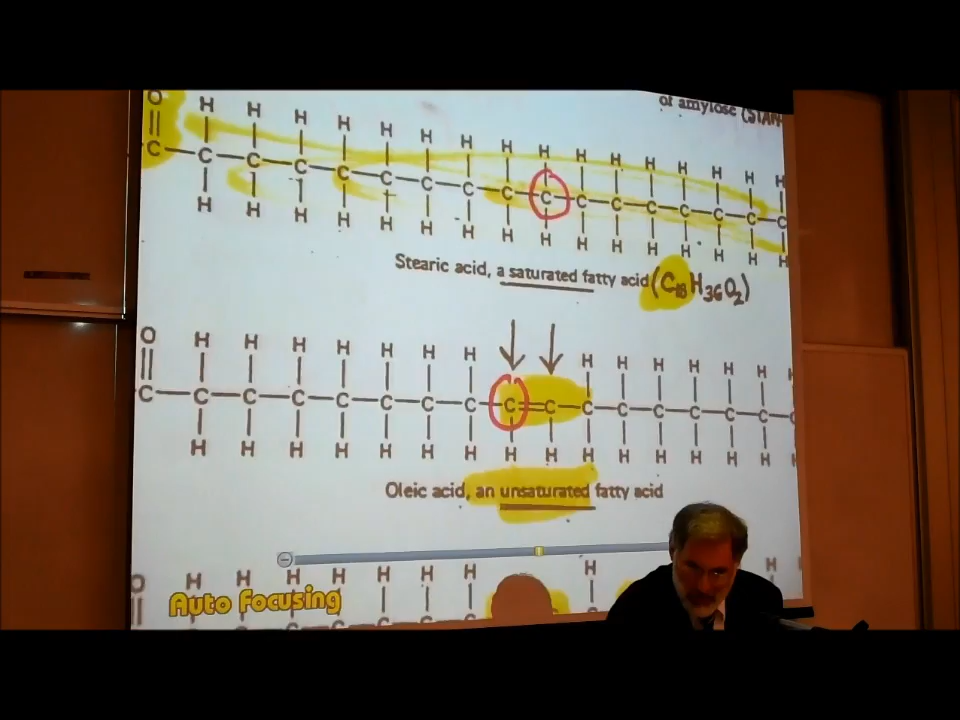 of amylose (STAR
O H H H H H H H H H H H H H H H H
C C C C C C C C C C C C C C C C C
H H H H H H H H H H H H H H H H
Stearic acid, a saturated fatty acid (C18H36O2)
O H H H H H H H H H H H H H
C C C C C C C C C=C C C C C C C
H H H H H H H H H H H H H H H
Oleic acid, an unsaturated fatty acid
O H H H H H H H H H
Auto Focusing